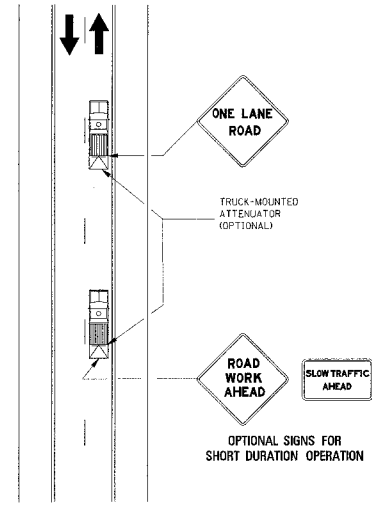 ONE LANE
ROAD
TRUCK-MOUNTED
ATTENUATOR
(OPTIONAL)
ROAD
WORK
AHEAD
SLOW TRAFFIC
AHEAD
OPTIONAL SIGNS FOR
SHORT DURATION OPERATION